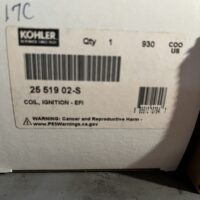 17C
KOHLER
Qty 1 930 COO
US
25 519 02-S
COIL, IGNITION - EFI
WARNING: Cancer and Reproductive Harm -
www.P65Warnings.ca.gov